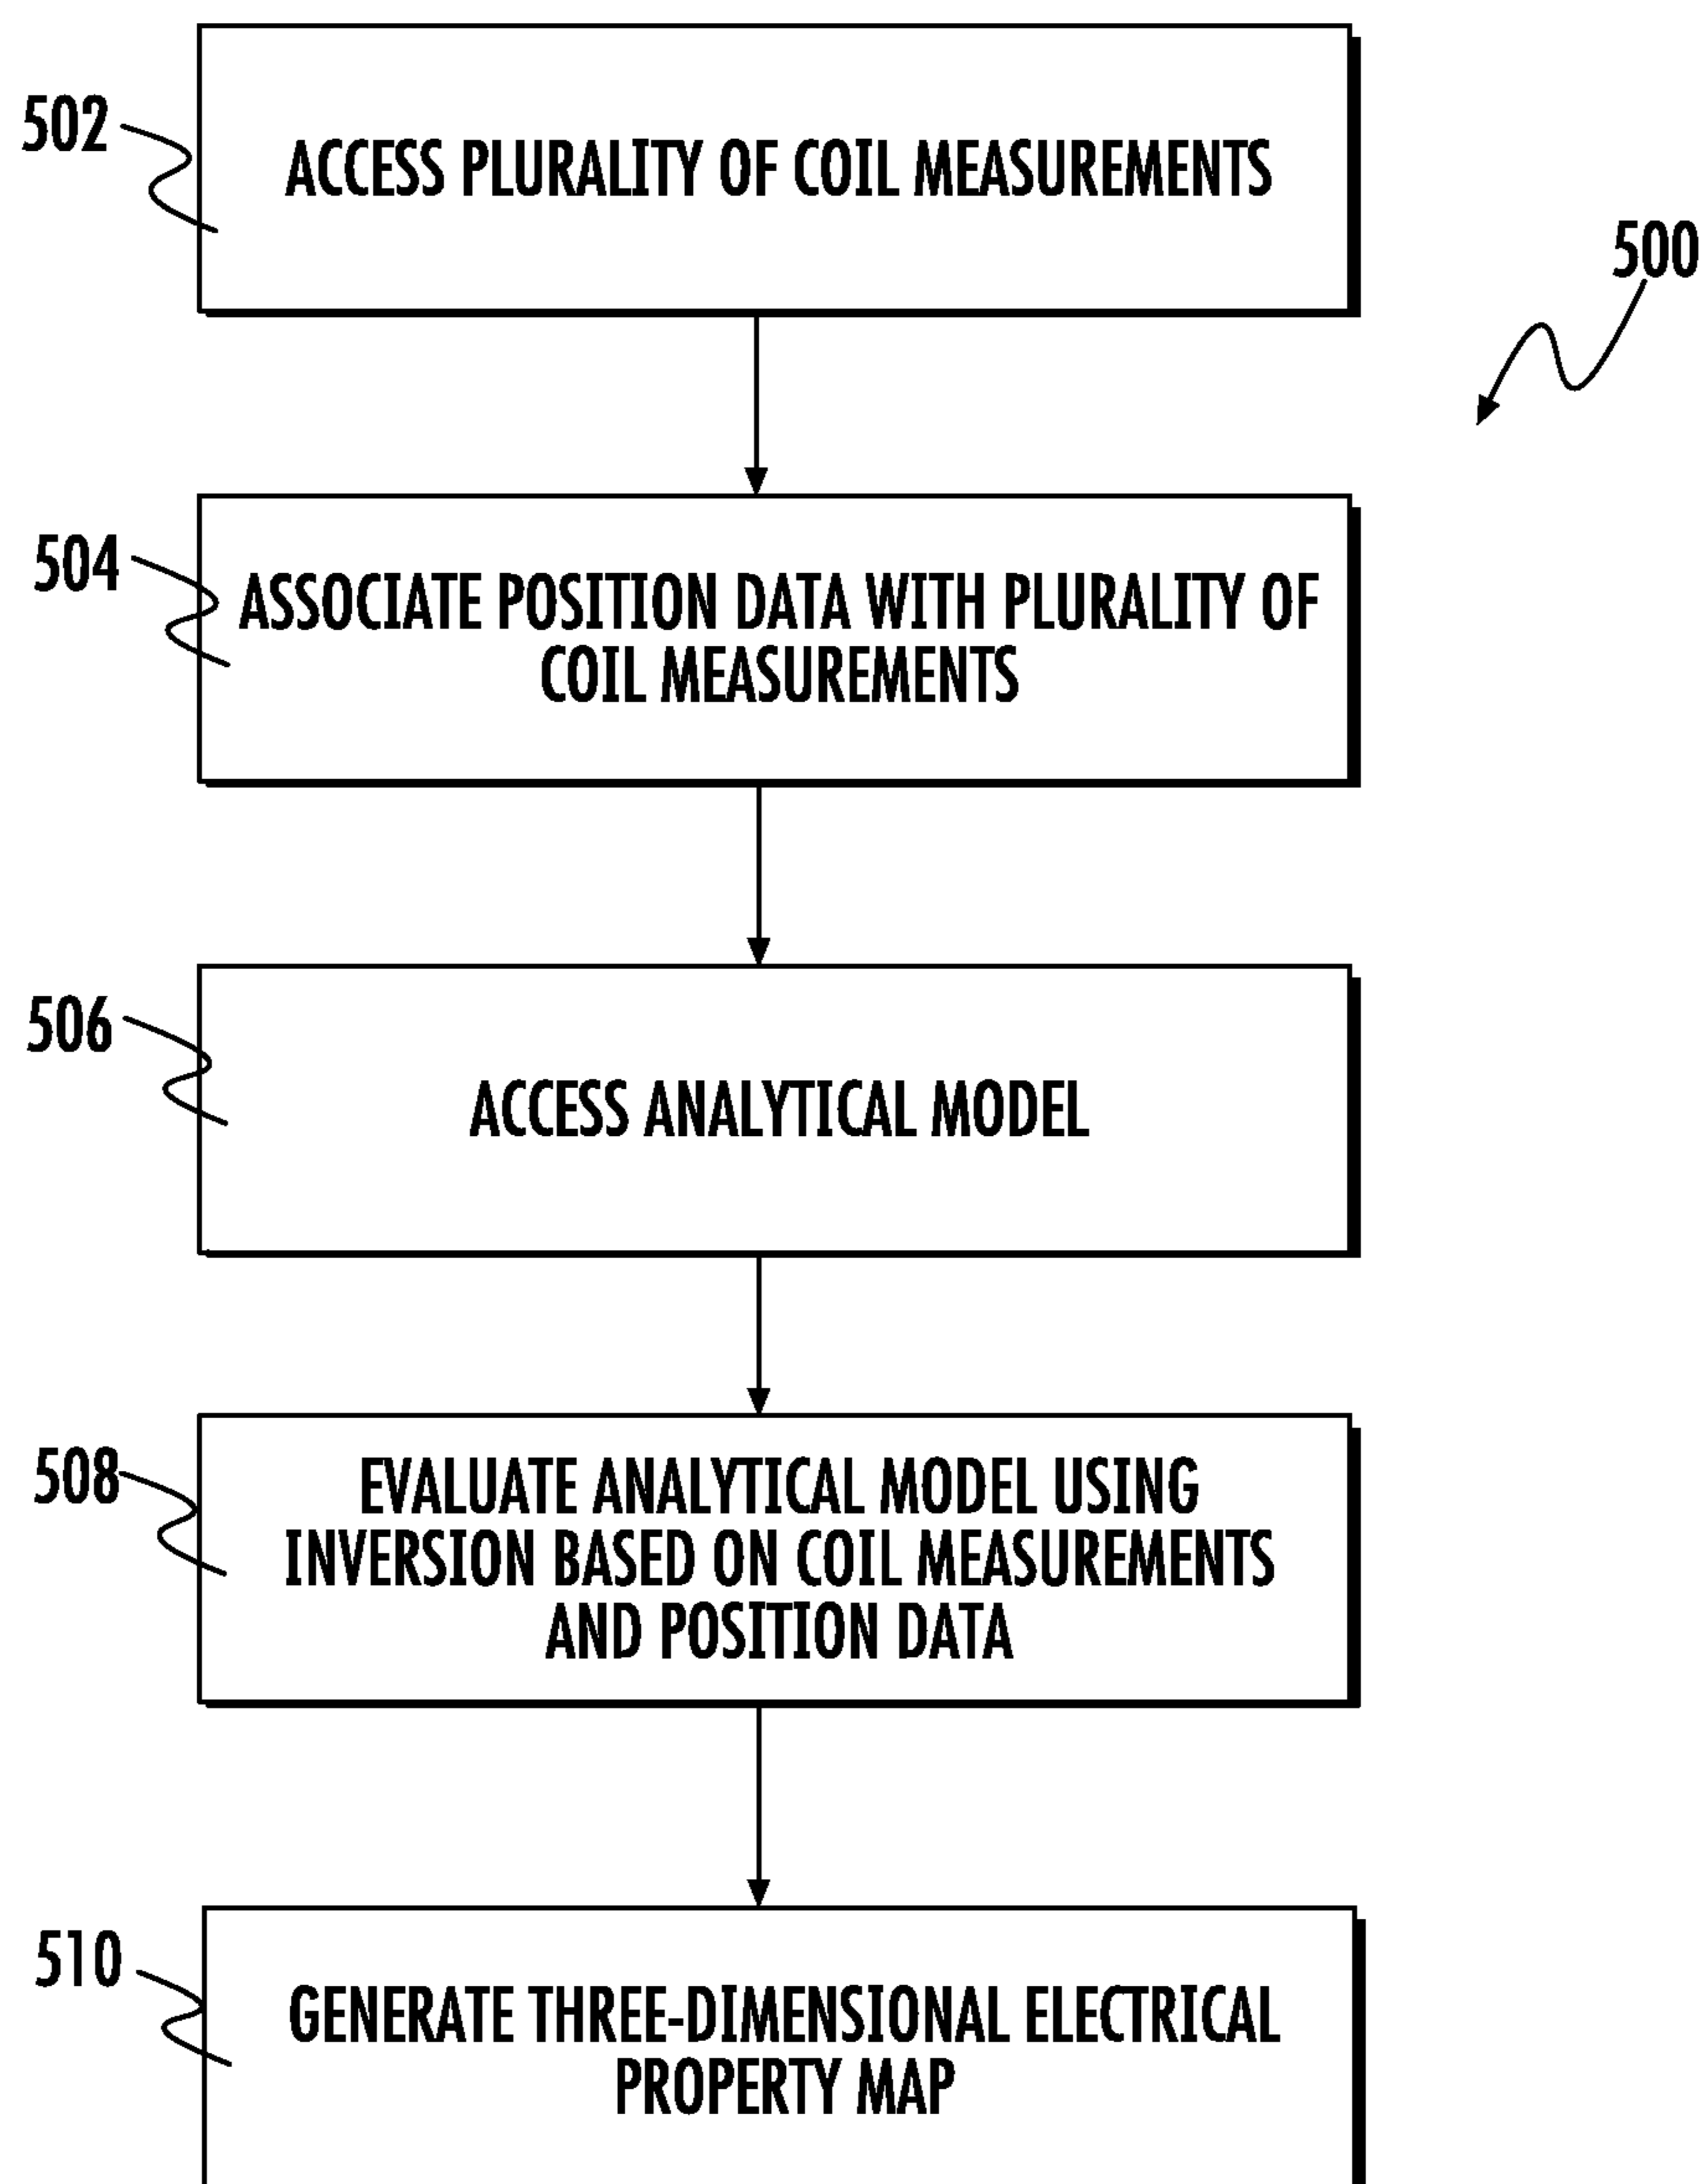 502
ACCESS PLURALITY OF COIL MEASUREMENTS
500
504
ASSOCIATE POSITION DATA WITH PLURALITY OF
COIL MEASUREMENTS
506
ACCESS ANALYTICAL MODEL
508
EVALUATE ANALYTICAL MODEL USING
INVERSION BASED ON COIL MEASUREMENTS
AND POSITION DATA
510
GENERATE THREE-DIMENSIONAL ELECTRICAL
PROPERTY MAP